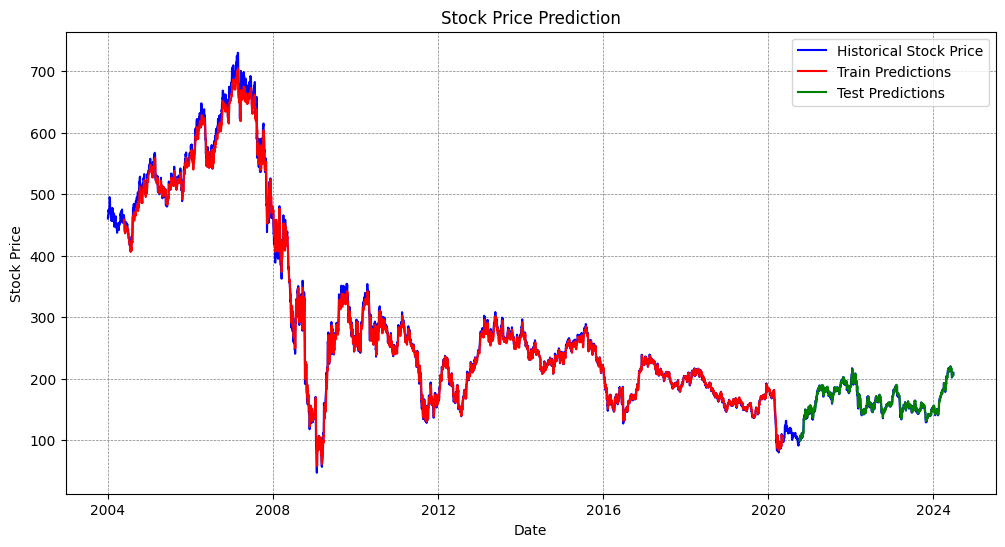 Stock Price Prediction
Historical Stock Price
Train Predictions
Test Predictions
Stock Price
700
600
500
400
300
200
100
2004
2008
2012
2016
2020
2024
Date